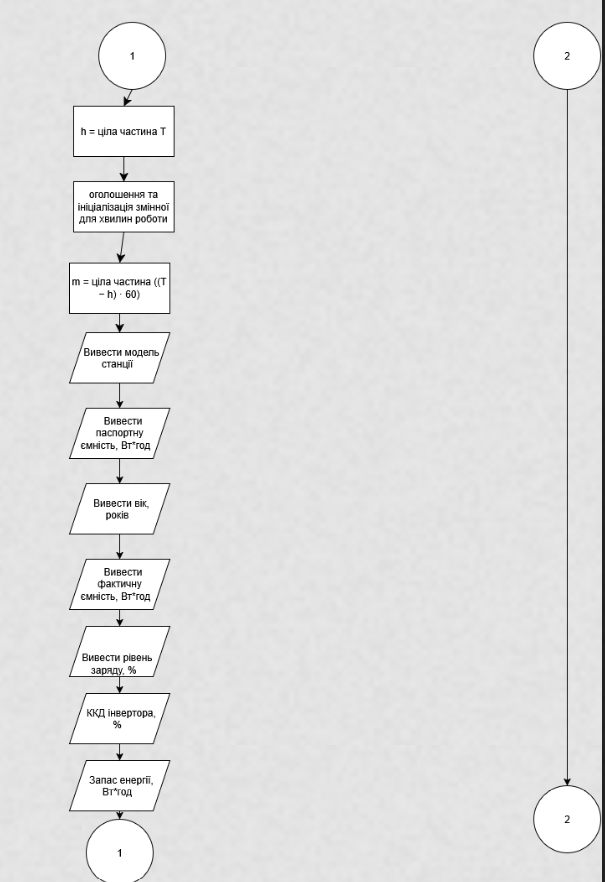 1
2
h = ціла частина T
оголошення та
ініціалізація змінної
для хвилин роботи
m = ціла частина ((T
− h) · 60)
Вивести модель
станції
Вивести
паспортну
ємність, Вт*год
Вивести вік,
років
Вивести
фактичну
ємність, Вт*год
Вивести рівень
заряду, %
ККД інвертора,
%
Запас енергії,
Вт*год
1
2